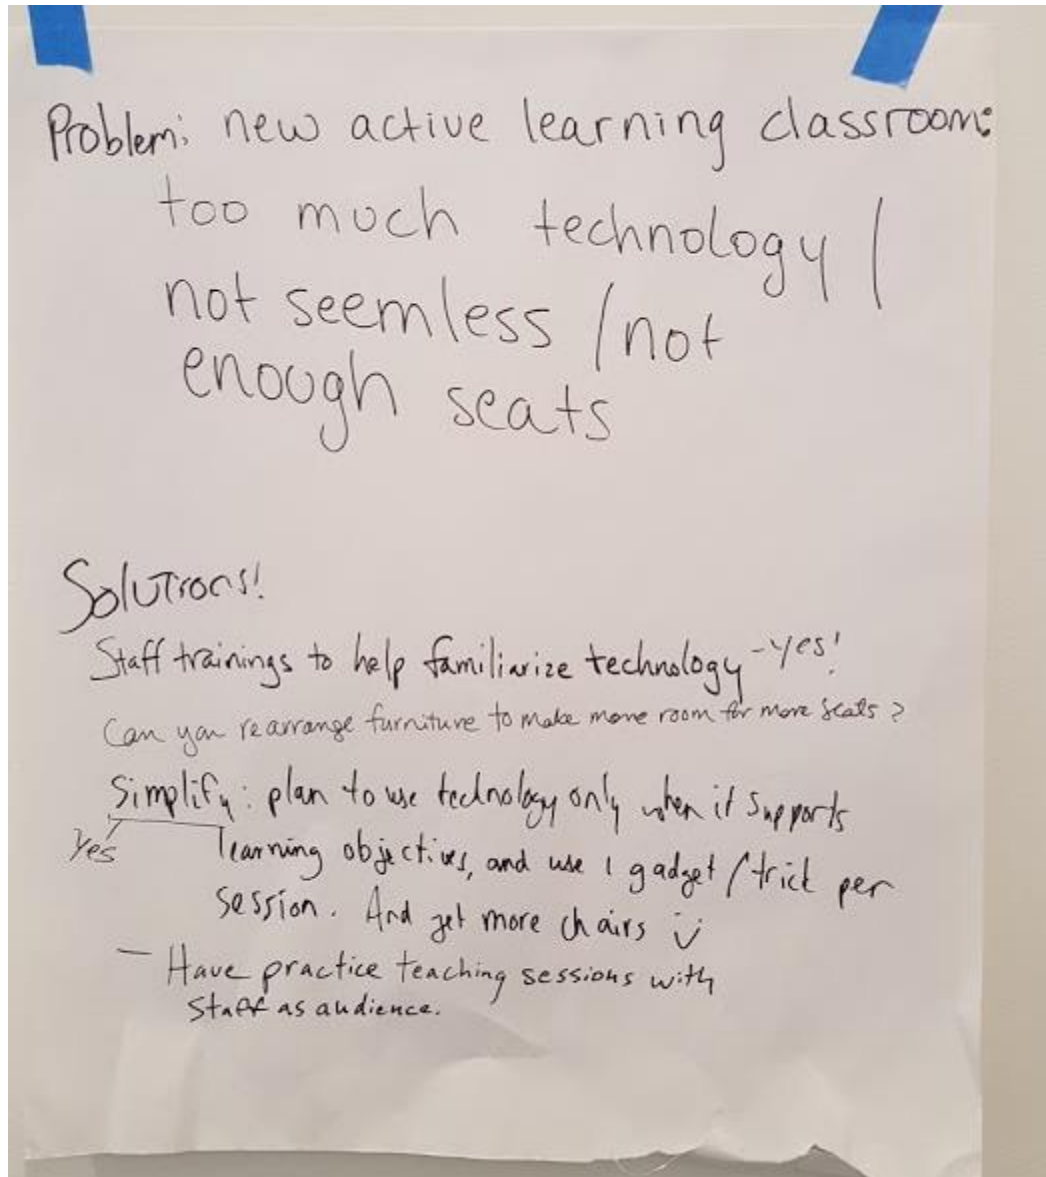 Problem: new active learning classroom:
too much technology /
not seemless / not
enough seats
Solutions!
Staff trainings to help familiarize technology - yes!
Can you rearrange furniture to make more room for more seats?
Simplify: plan to use technology only when it supports
Yes learning objectives, and use 1 gadget / trick per
session. And get more chairs ü
- Have practice teaching sessions with
staff as audience.